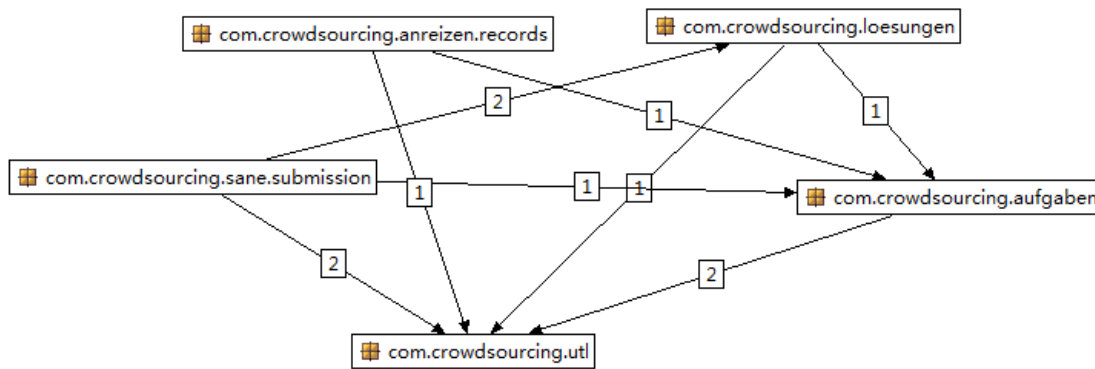 com.crowdsourcing.anreizen.records
com.crowdsourcing.loesungen
2
1
1
com.crowdsourcing.sane.submission
1
1
1
com.crowdsourcing.aufgaben
2
2
com.crowdsourcing.utl